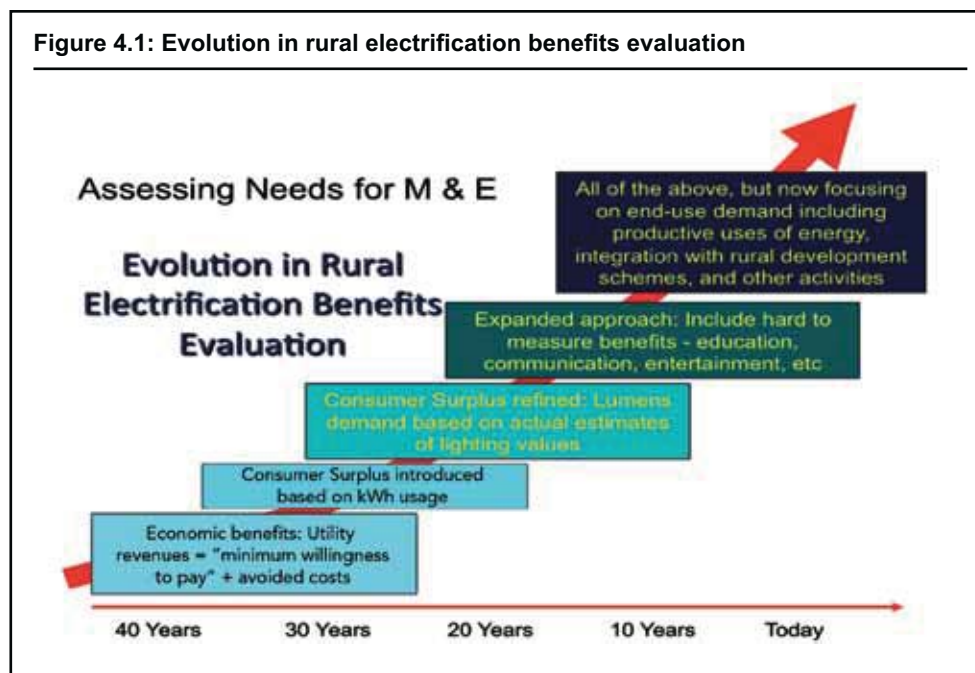 Figure 4.1: Evolution in rural electrification benefits evaluation
Assessing Needs for M & E
Evolution in Rural
Electrification Benefits
Evaluation
All of the above, but now focusing
on end-use demand including
productive uses of energy,
integration with rural development
schemes, and other activities
Expanded approach: Include hard to
measure benefits - education,
communication, entertainment, etc
Consumer Surplus refined: Lumens
demand based on actual estimates
of lighting values
Consumer Surplus introduced
based on kWh usage
Economic benefits: Utility
revenues = "minimum willingness
to pay" + avoided costs
40 Years 30 Years 20 Years 10 Years Today